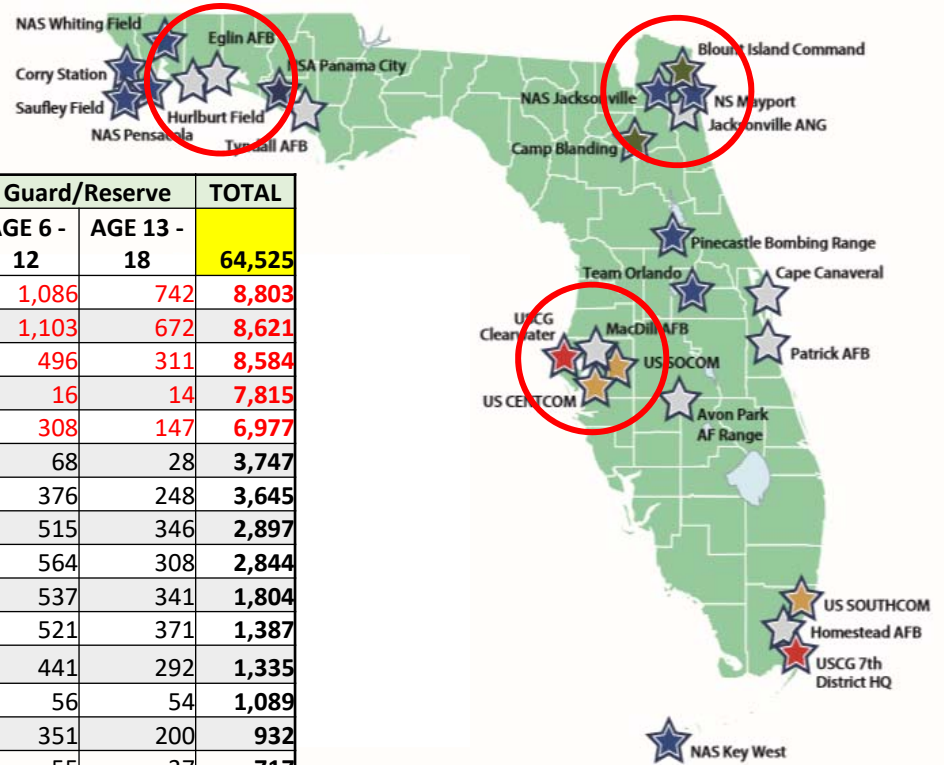 NAS Whiting Field
Eglin AFB
Corry Station
NSA Panama City
Saufley Field
Hurlburt Field
NAS Pensacola
Tyndall AFB
Blount Island Command
NAS Jacksonville
NS Mayport
Jacksonville ANG
Camp Blanding
Pinecastle Bombing Range
Team Orlando
Cape Canaveral
USCG
Clearwater
MacDill AFB
US SOCOM
Patrick AFB
US CENTCOM
Avon Park
AF Range
US SOUTHCOM
Homestead AFB
USCG 7th
District HQ
NAS Key West
Guard/Reserve TOTAL
AGE 6 - AGE 13 -
12 18 64,525
1,086 742 8,803
1,103 672 8,621
496 311 8,584
16 14 7,815
308 147 6,977
68 28 3,747
376 248 3,645
515 346 2,897
564 308 2,844
537 341 1,804
521 371 1,387
441 292 1,335
56 54 1,089
351 200 932
55 717